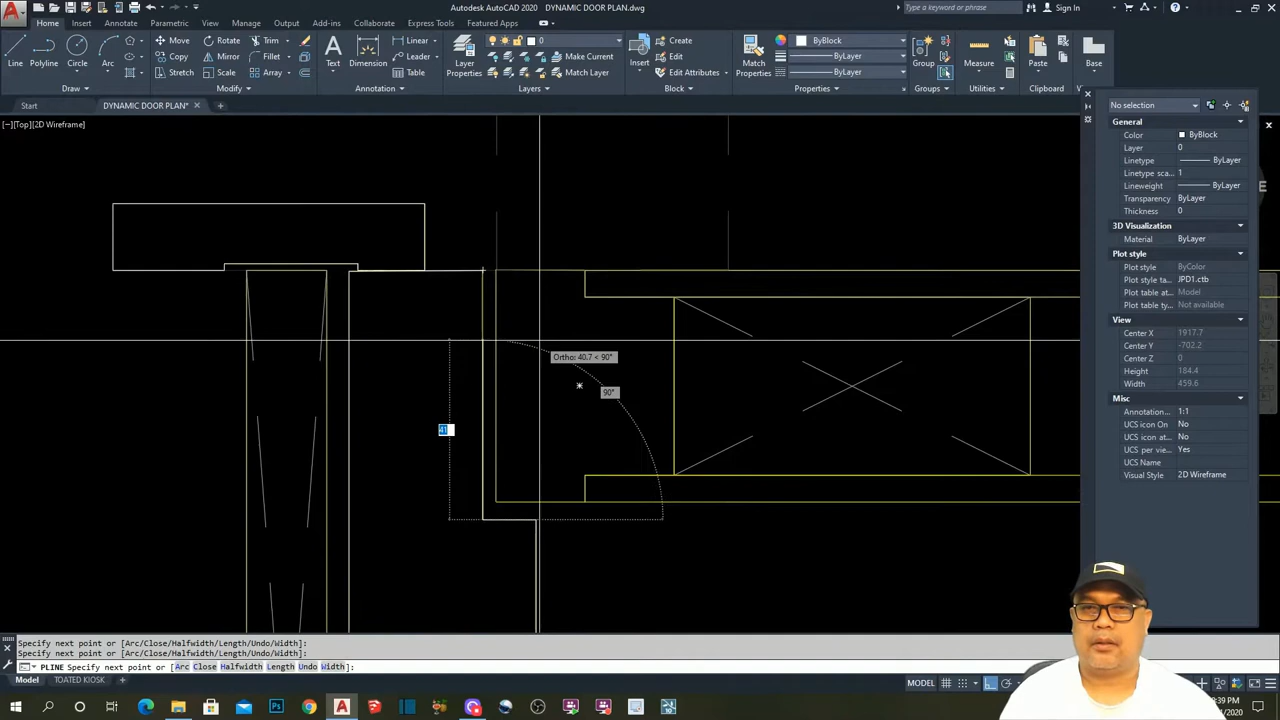 Autodesk AutoCAD 2020 DYNAMIC DOOR PLAN.dwg
Type a keyword or phrase
Sign In
Home Insert Annotate Parametric View Manage Output Add-ins Collaborate Express Tools Featured Apps
Line Polyline Circle Arc
Move Rotate Trim
Copy Mirror Fillet
Stretch Scale Array
Text Dimension
Linear
Leader
Table
Layer Properties
0
Make Current
Match Layer
Insert
Create
Edit
Edit Attributes
Match Properties
ByBlock
ByLayer
ByLayer
Group
Measure
Paste
Base
Draw Modify Annotation Layers Block Properties Groups Utilities Clipboard
Start DYNAMIC DOOR PLAN*
[−][Top][2D Wireframe]
No selection
General
Color ByBlock
Layer 0
Linetype ByLayer
Linetype sca... 1
Lineweight ByLayer
Transparency ByLayer
Thickness 0
3D Visualization
Material ByLayer
Plot style
Plot style ByColor
Plot style ta... JPD1.ctb
Plot table at... Model
Plot table ty... Not available
View
Center X 1917.7
Center Y -702.2
Center Z 0
Height 184.4
Width 459.6
Misc
Annotation... 1:1
UCS icon On No
UCS icon at... No
UCS per vie... Yes
UCS Name
Visual Style 2D Wireframe
Ortho: 40.7 < 90°
90°
41
Specify next point or [Arc/Close/Halfwidth/Length/Undo/Width]:
Specify next point or [Arc/Close/Halfwidth/Length/Undo/Width]:
PLINE Specify next point or [Arc Close Halfwidth Length Undo Width]:
Model TOATED KIOSK
MODEL